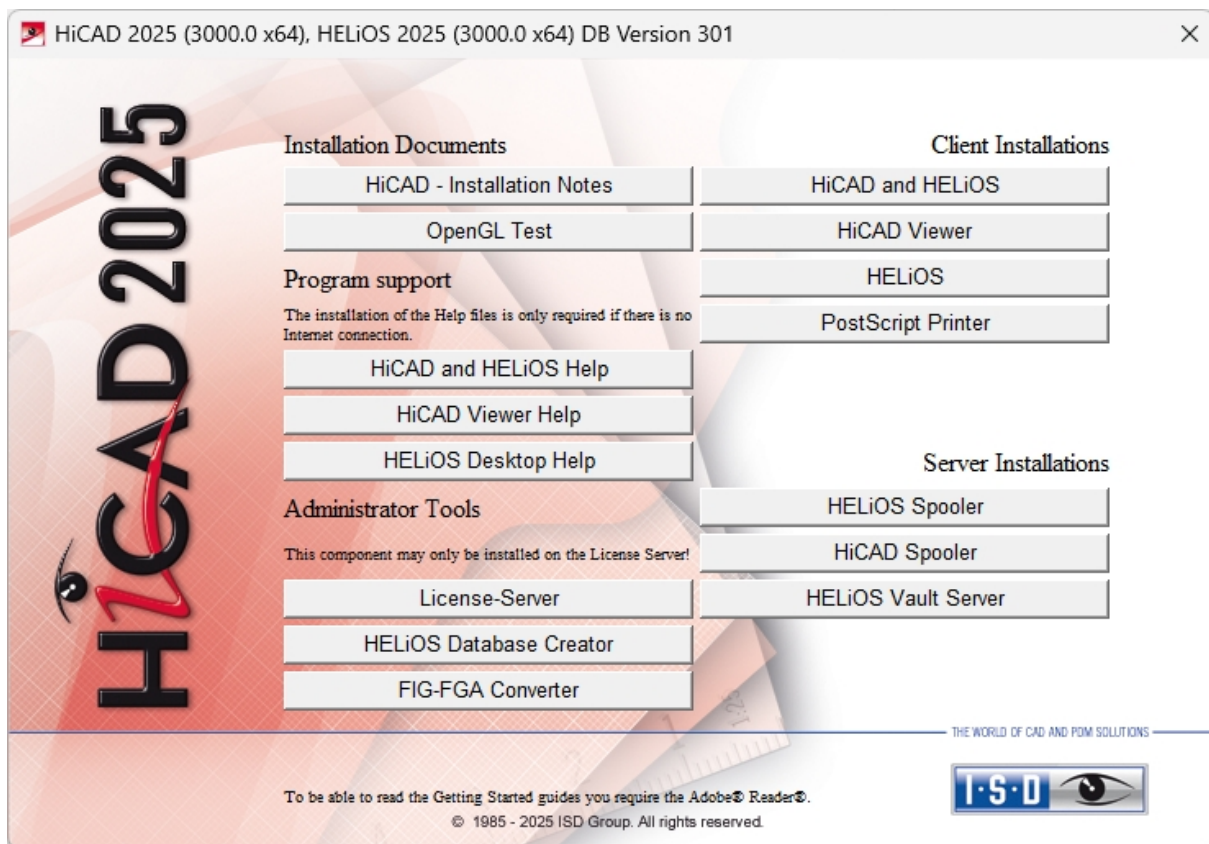 HiCAD 2025 (3000.0 x64), HELiOS 2025 (3000.0 x64) DB Version 301
HiCAD 2025
Installation Documents
HiCAD - Installation Notes
OpenGL Test
Program support
The installation of the Help files is only required if there is no
Internet connection.
HiCAD and HELiOS Help
HiCAD Viewer Help
HELiOS Desktop Help
Administrator Tools
This component may only be installed on the License Server!
License-Server
HELiOS Database Creator
FIG-FGA Converter
Client Installations
HiCAD and HELiOS
HiCAD Viewer
HELiOS
PostScript Printer
Server Installations
HELiOS Spooler
HiCAD Spooler
HELiOS Vault Server
THE WORLD OF CAD AND PDM SOLUTIONS
I·S·D
To be able to read the Getting Started guides you require the Adobe® Reader®.
© 1985 - 2025 ISD Group. All rights reserved.